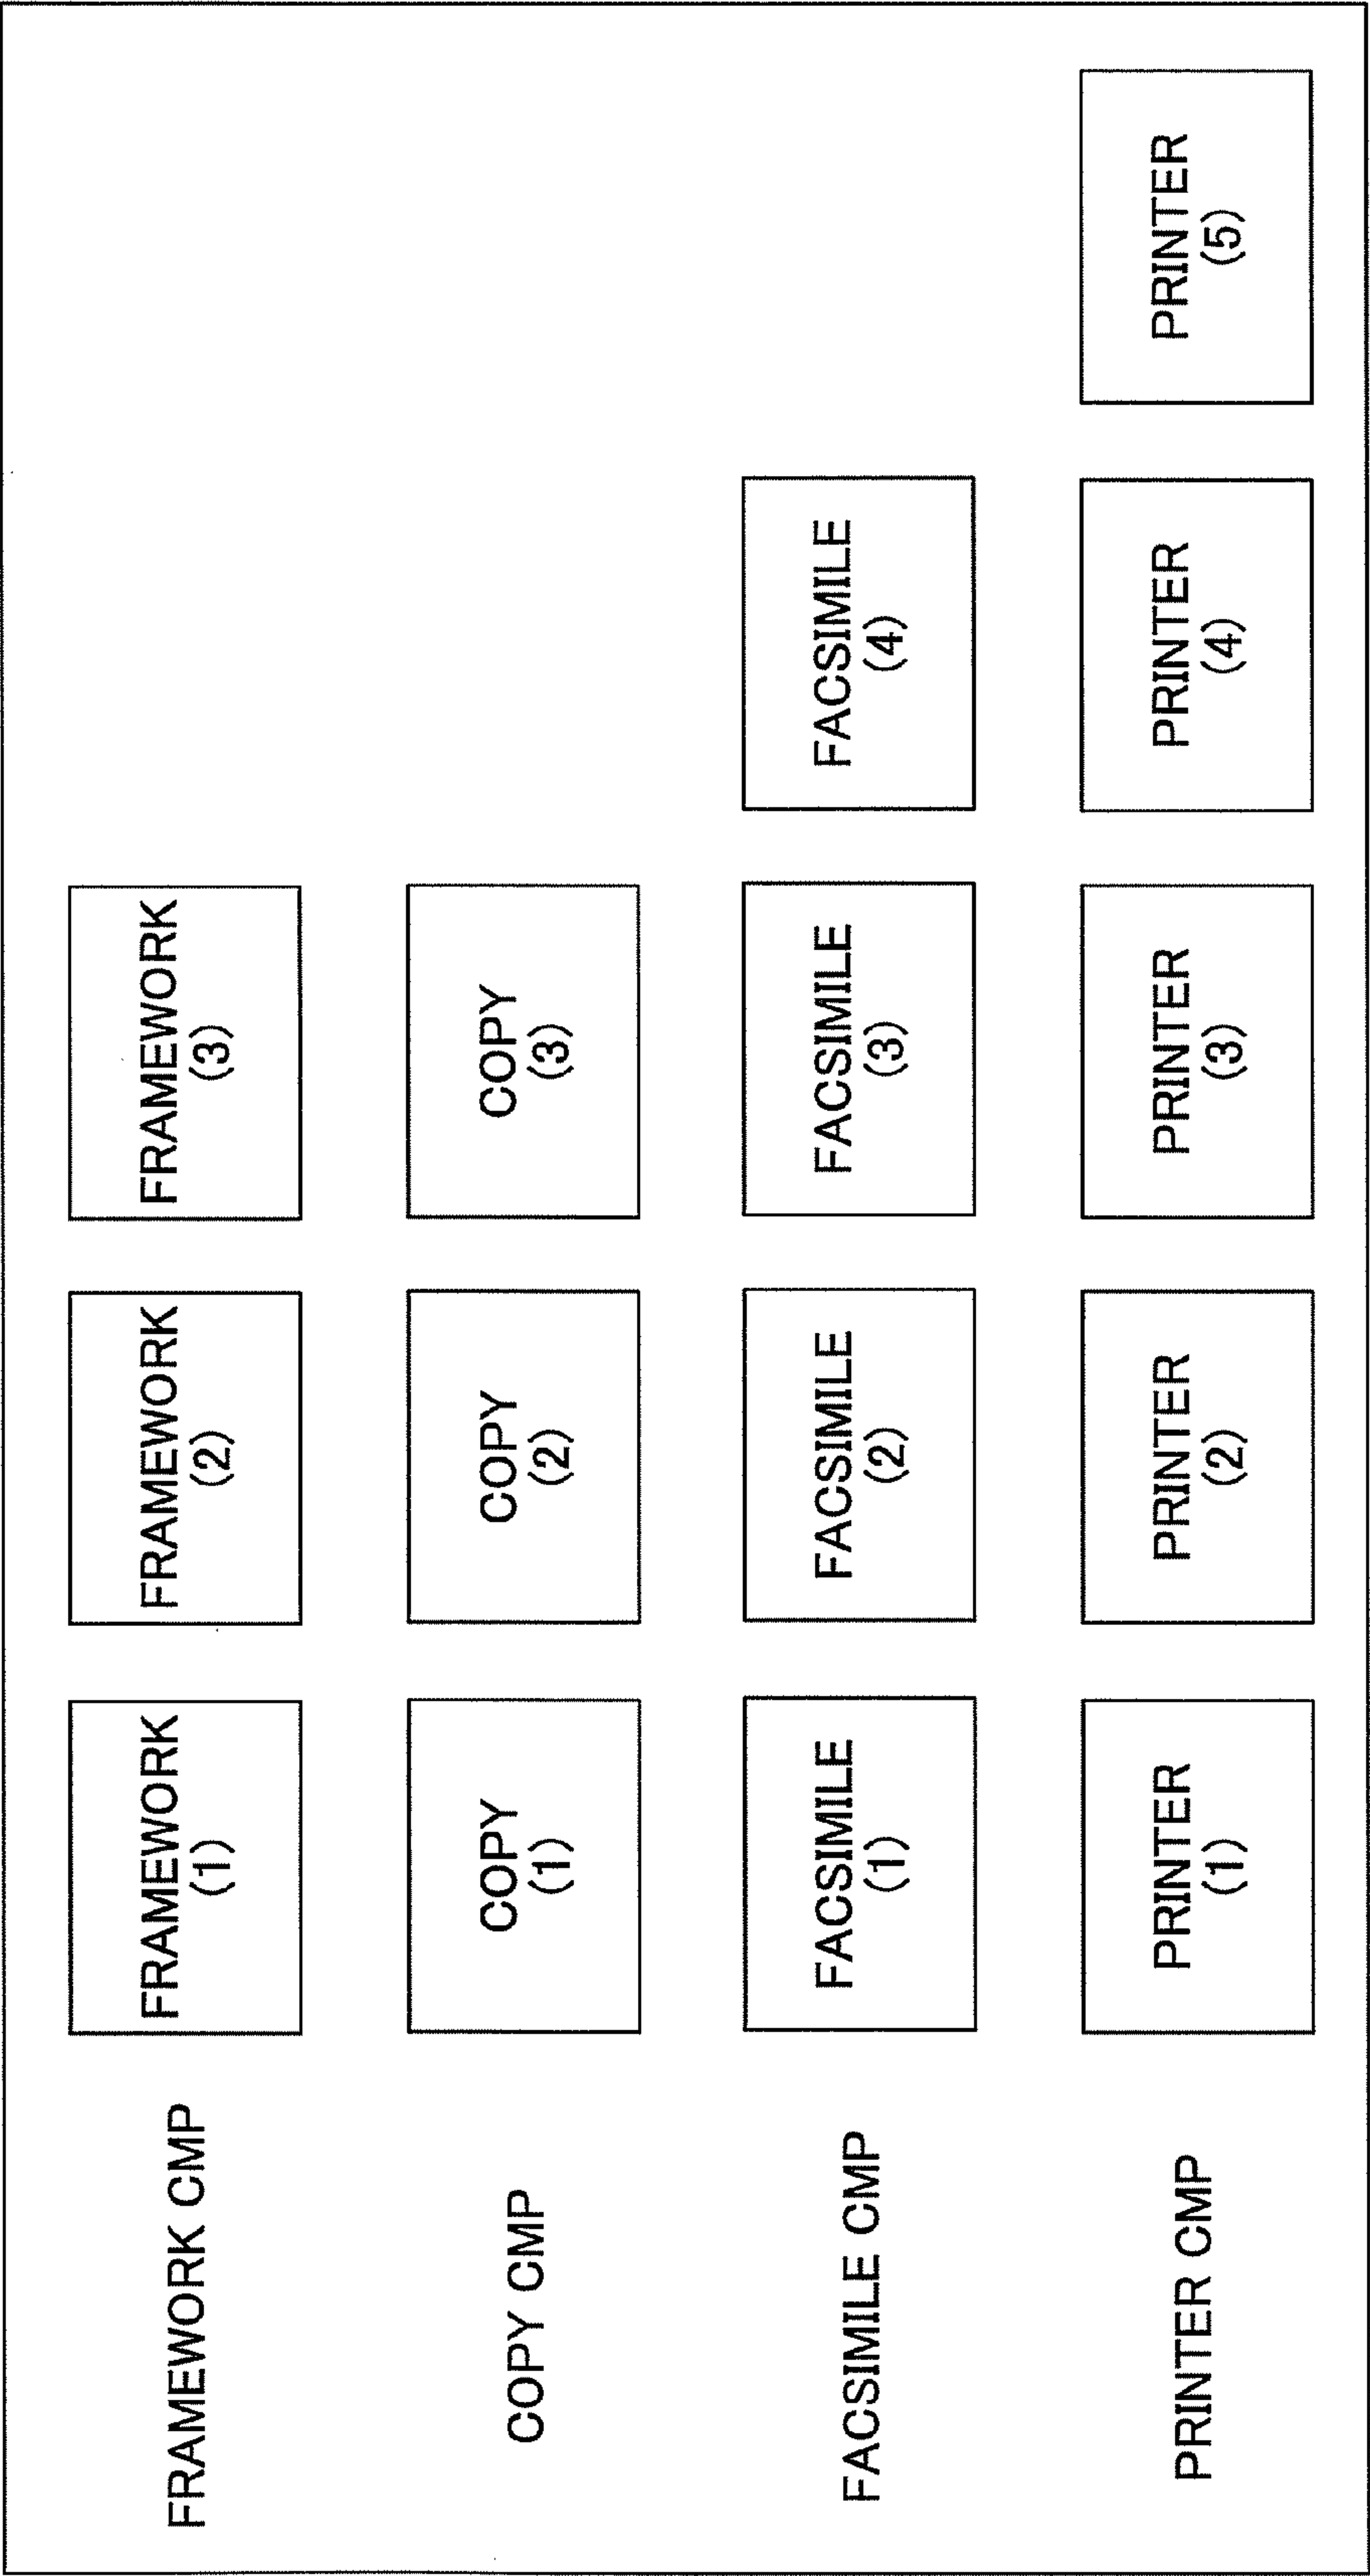 FRAMEWORK CMP
FRAMEWORK
(1)
FRAMEWORK
(2)
FRAMEWORK
(3)
COPY CMP
COPY
(1)
COPY
(2)
COPY
(3)
FACSIMILE CMP
FACSIMILE
(1)
FACSIMILE
(2)
FACSIMILE
(3)
FACSIMILE
(4)
PRINTER CMP
PRINTER
(1)
PRINTER
(2)
PRINTER
(3)
PRINTER
(4)
PRINTER
(5)